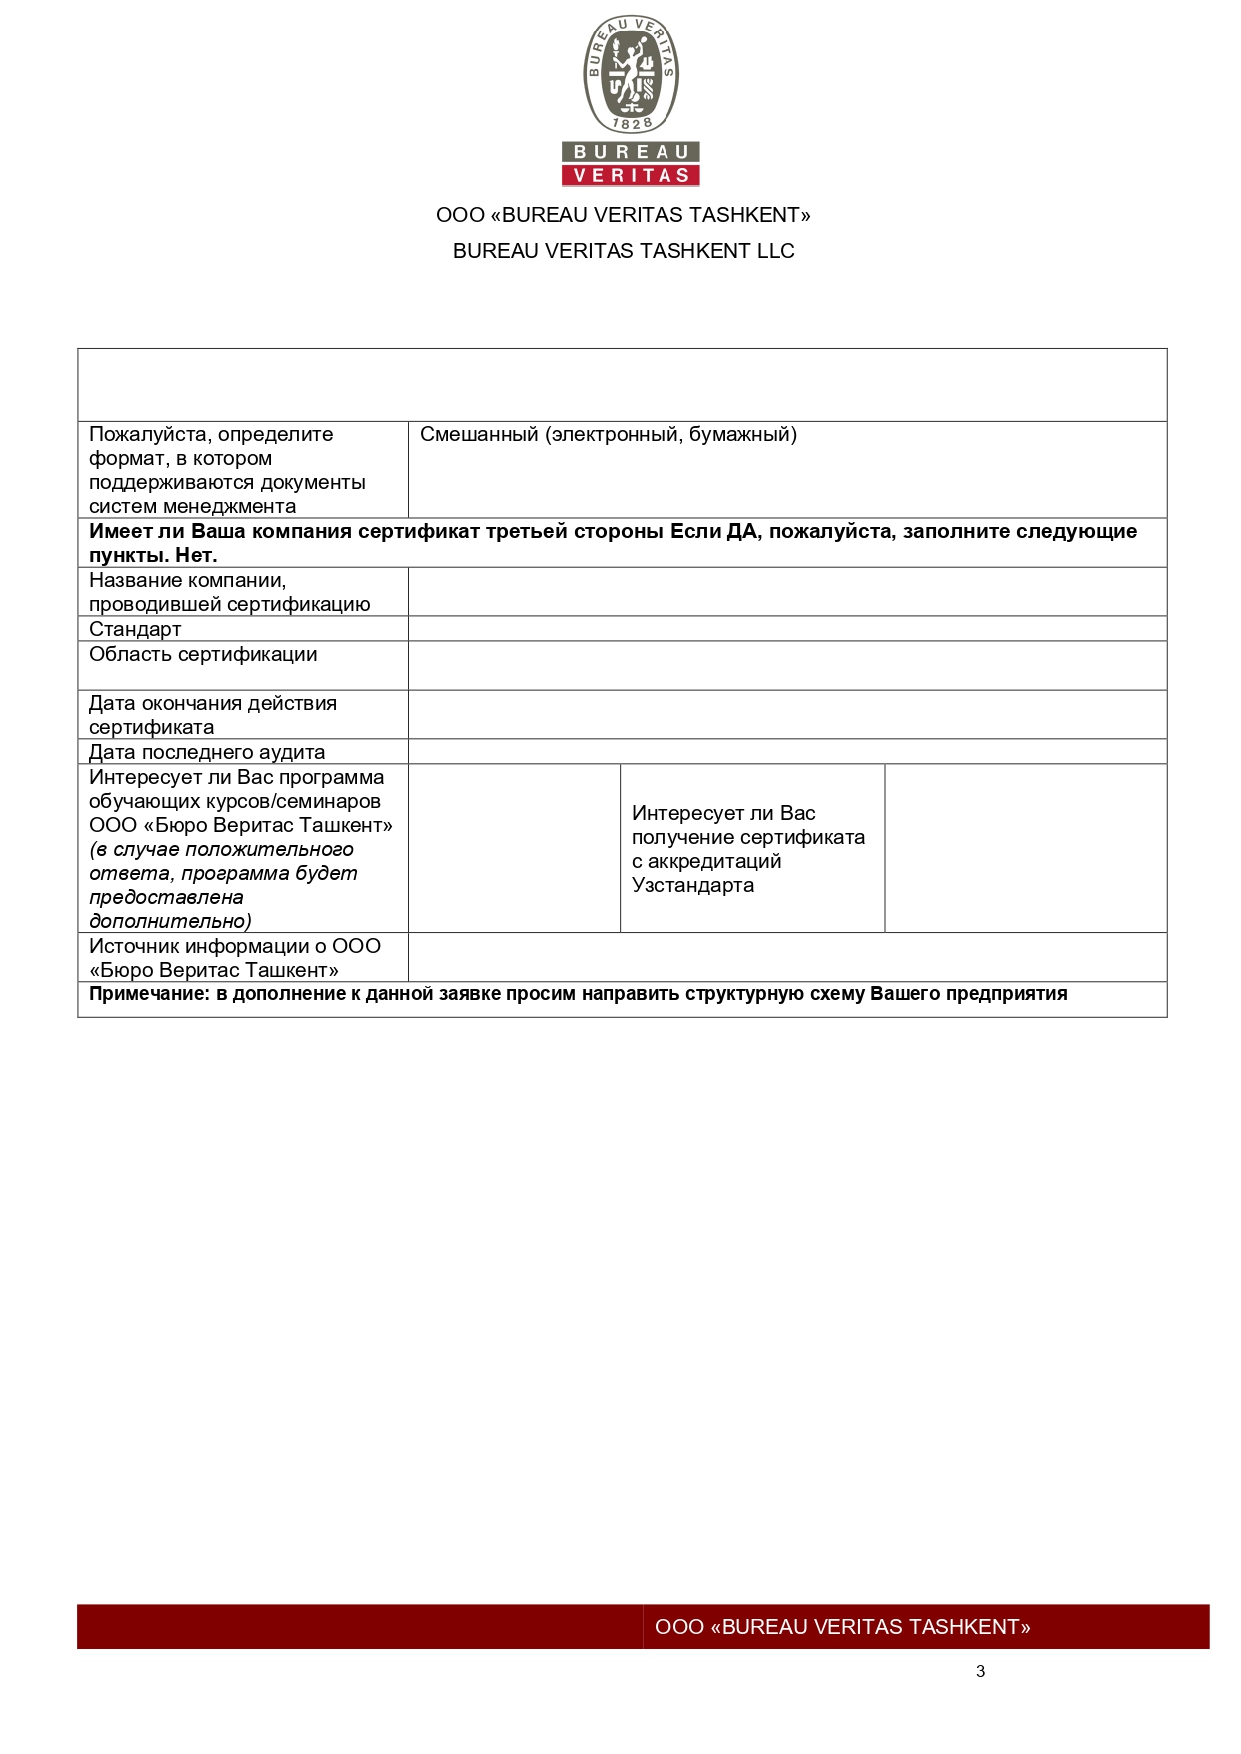 BUREAU VERITAS
1828
BUREAU
VERITAS
ООО «BUREAU VERITAS TASHKENT»
BUREAU VERITAS TASHKENT LLC
Пожалуйста, определите
формат, в котором
поддерживаются документы
систем менеджмента
Смешанный (электронный, бумажный)
Имеет ли Ваша компания сертификат третьей стороны Если ДА, пожалуйста, заполните следующие
пункты. Нет.
Название компании,
проводившей сертификацию
Стандарт
Область сертификации
Дата окончания действия
сертификата
Дата последнего аудита
Интересует ли Вас программа
обучающих курсов/семинаров
ООО «Бюро Веритас Ташкент»
(в случае положительного
ответа, программа будет
предоставлена
дополнительно)
Интересует ли Вас
получение сертификата
с аккредитаций
Узстандарта
Источник информации о ООО
«Бюро Веритас Ташкент»
Примечание: в дополнение к данной заявке просим направить структурную схему Вашего предприятия
ООО «BUREAU VERITAS TASHKENT»
3